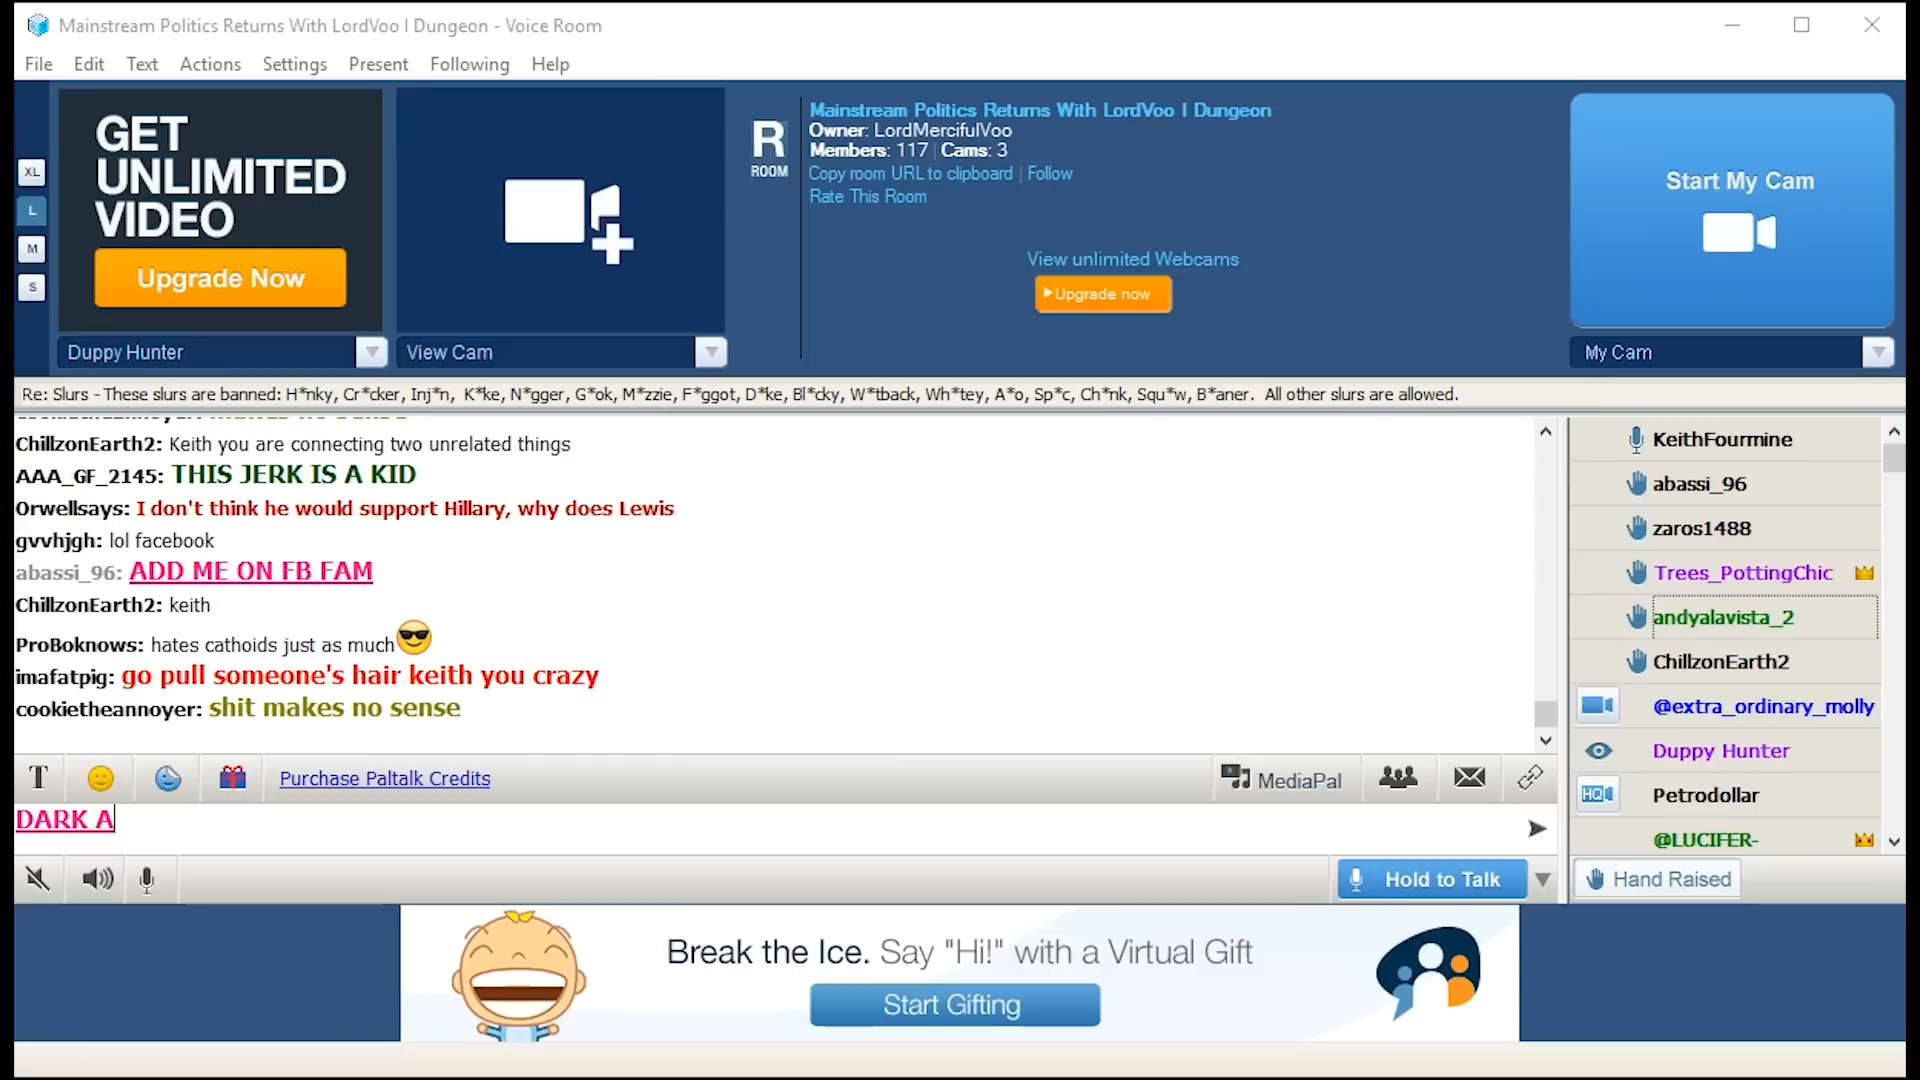 Mainstream Politics Returns With LordVoo I Dungeon - Voice Room
File Edit Text Actions Settings Present Following Help
XL
L
M
S
GET
UNLIMITED
VIDEO
Upgrade Now
Duppy Hunter
View Cam
R
ROOM
Mainstream Politics Returns With LordVoo I Dungeon
Owner: LordMercifulVoo
Members: 117 | Cams: 3
Copy room URL to clipboard | Follow
Rate This Room
View unlimited Webcams
Upgrade now
Start My Cam
My Cam
Re: Slurs - These slurs are banned: H*nky, Cr*cker, Inj*n, K*ke, N*gger, G*ok, M*zzie, F*ggot, D*ke, Bl*cky, W*tback, Wh*tey, A*o, Sp*c, Ch*nk, Squ*w, B*aner. All other slurs are allowed.
ChillzonEarth2: Keith you are connecting two unrelated things
AAA_GF_2145: THIS JERK IS A KID
Orwellsays: I don't think he would support Hillary, why does Lewis
gvvhjgh: lol facebook
abassi_96: ADD ME ON FB FAM
ChillzonEarth2: keith
ProBoknows: hates cathoids just as much
imafatpig: go pull someone's hair keith you crazy
cookietheannoyer: shit makes no sense
KeithFourmine
abassi_96
zaros1488
Trees_PottingChic
andyalavista_2
ChillzonEarth2
@extra_ordinary_molly
Duppy Hunter
HQ Petrodollar
@LUCIFER-
T Purchase Paltalk Credits MediaPal
DARK A
Hold to Talk
Hand Raised
Break the Ice. Say "Hi!" with a Virtual Gift
Start Gifting